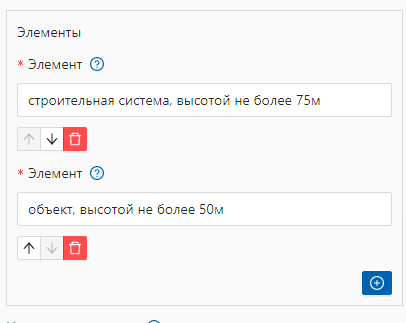 Элементы
* Элемент
строительная система, высотой не более 75м
* Элемент
объект, высотой не более 50м